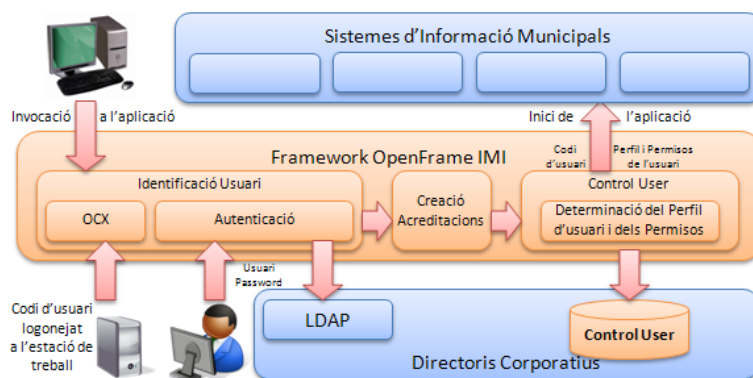 Sistemes d'Informació Municipals
Invocació a l'aplicació
Inici de l'aplicació
Codi
d'usuari
Perfil i Permisos
de l'usuari
Framework OpenFrame IMI
Identificació Usuari
OCX
Autenticació
Creació
Acreditacions
Control User
Determinació del Perfil
d'usuari i dels Permisos
Usuari
Password
Codi d'usuari
logonejat
a l'estació de
treball
LDAP
Control User
Directoris Corporatius